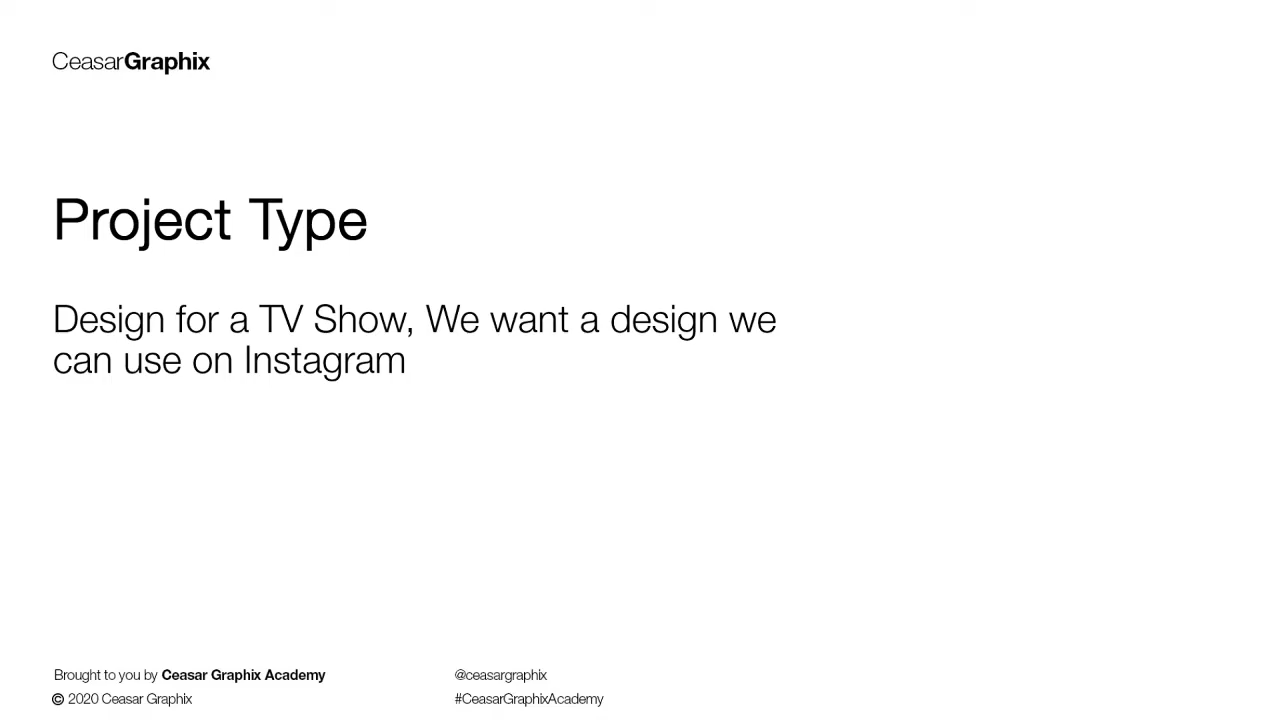 CeasarGraphix
Project Type
Design for a TV Show, We want a design we
can use on Instagram
Brought to you by Ceasar Graphix Academy
© 2020 Ceasar Graphix
@ceasargraphix
#CeasarGraphixAcademy